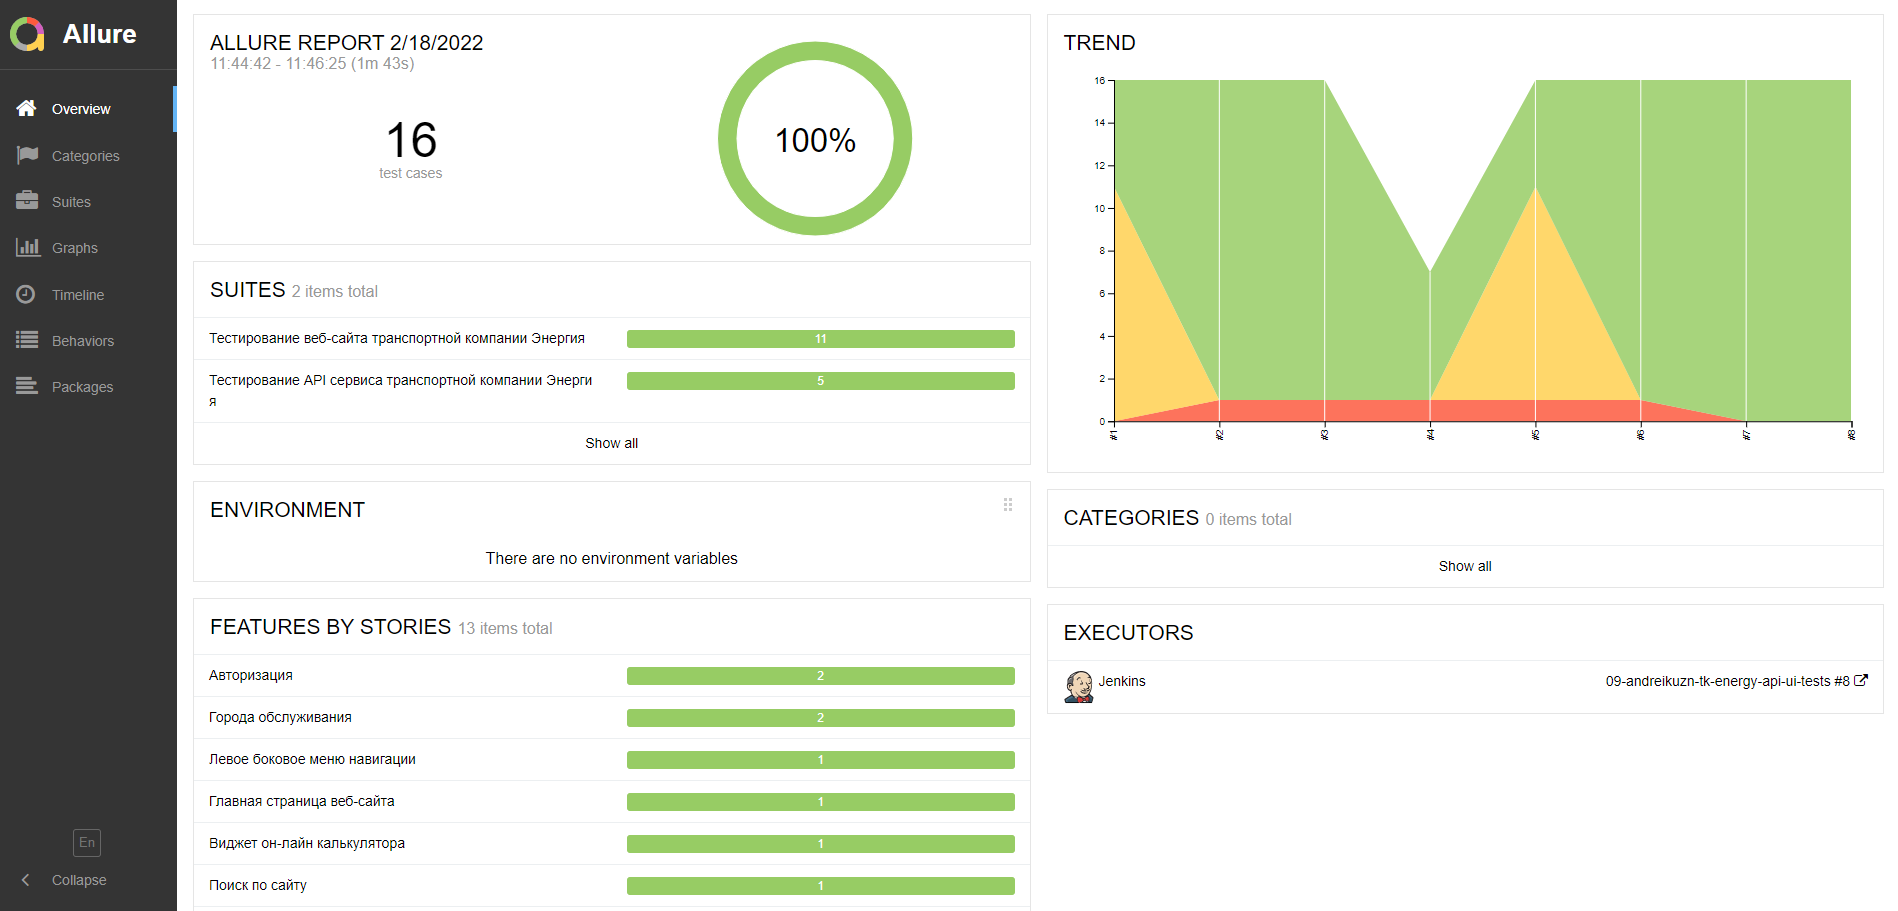 Allure
Overview
Categories
Suites
Graphs
Timeline
Behaviors
Packages
En
Collapse
ALLURE REPORT 2/18/2022
11:44:42 - 11:46:25 (1m 43s)
16
test cases
100%
SUITES 2 items total
Тестирование веб-сайта транспортной компании Энергия
11
Тестирование API сервиса транспортной компании Энерги
я
5
Show all
ENVIRONMENT
There are no environment variables
FEATURES BY STORIES 13 items total
Авторизация
2
Города обслуживания
2
Левое боковое меню навигации
1
Главная страница веб-сайта
1
Виджет он-лайн калькулятора
1
Поиск по сайту
1
TREND
16
14
12
10
8
6
4
2
0
#1
#2
#3
#4
#5
#6
#7
#8
CATEGORIES 0 items total
Show all
EXECUTORS
Jenkins
09-andreikuzn-tk-energy-api-ui-tests #8